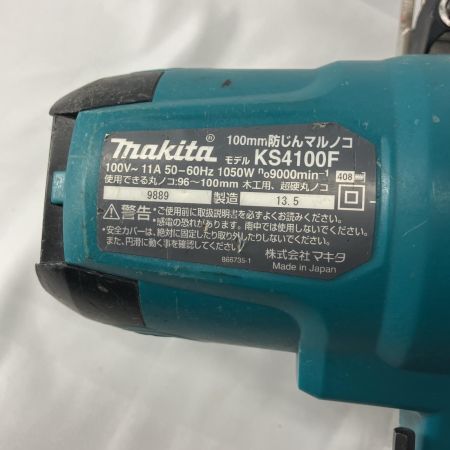 100mm防じんマルノコ
makita® モデル KS4100F
100V~ 11A 50-60Hz 1050W n₀9000min⁻¹
使用できる丸ノコ:96~100mm 木工用、超硬丸ノコ
408
9889 製造 13.5
⚠警告・ご使用前に取扱説明書を必ずよくお読みください。
・感電の恐れがあります。雨中では使用しないでください。
・安全カバーは、絶対に固定したり取り外したりしないでください。
また、円滑に動く事を確認してください。
株式会社マキタ
866735-1 Made in Japan